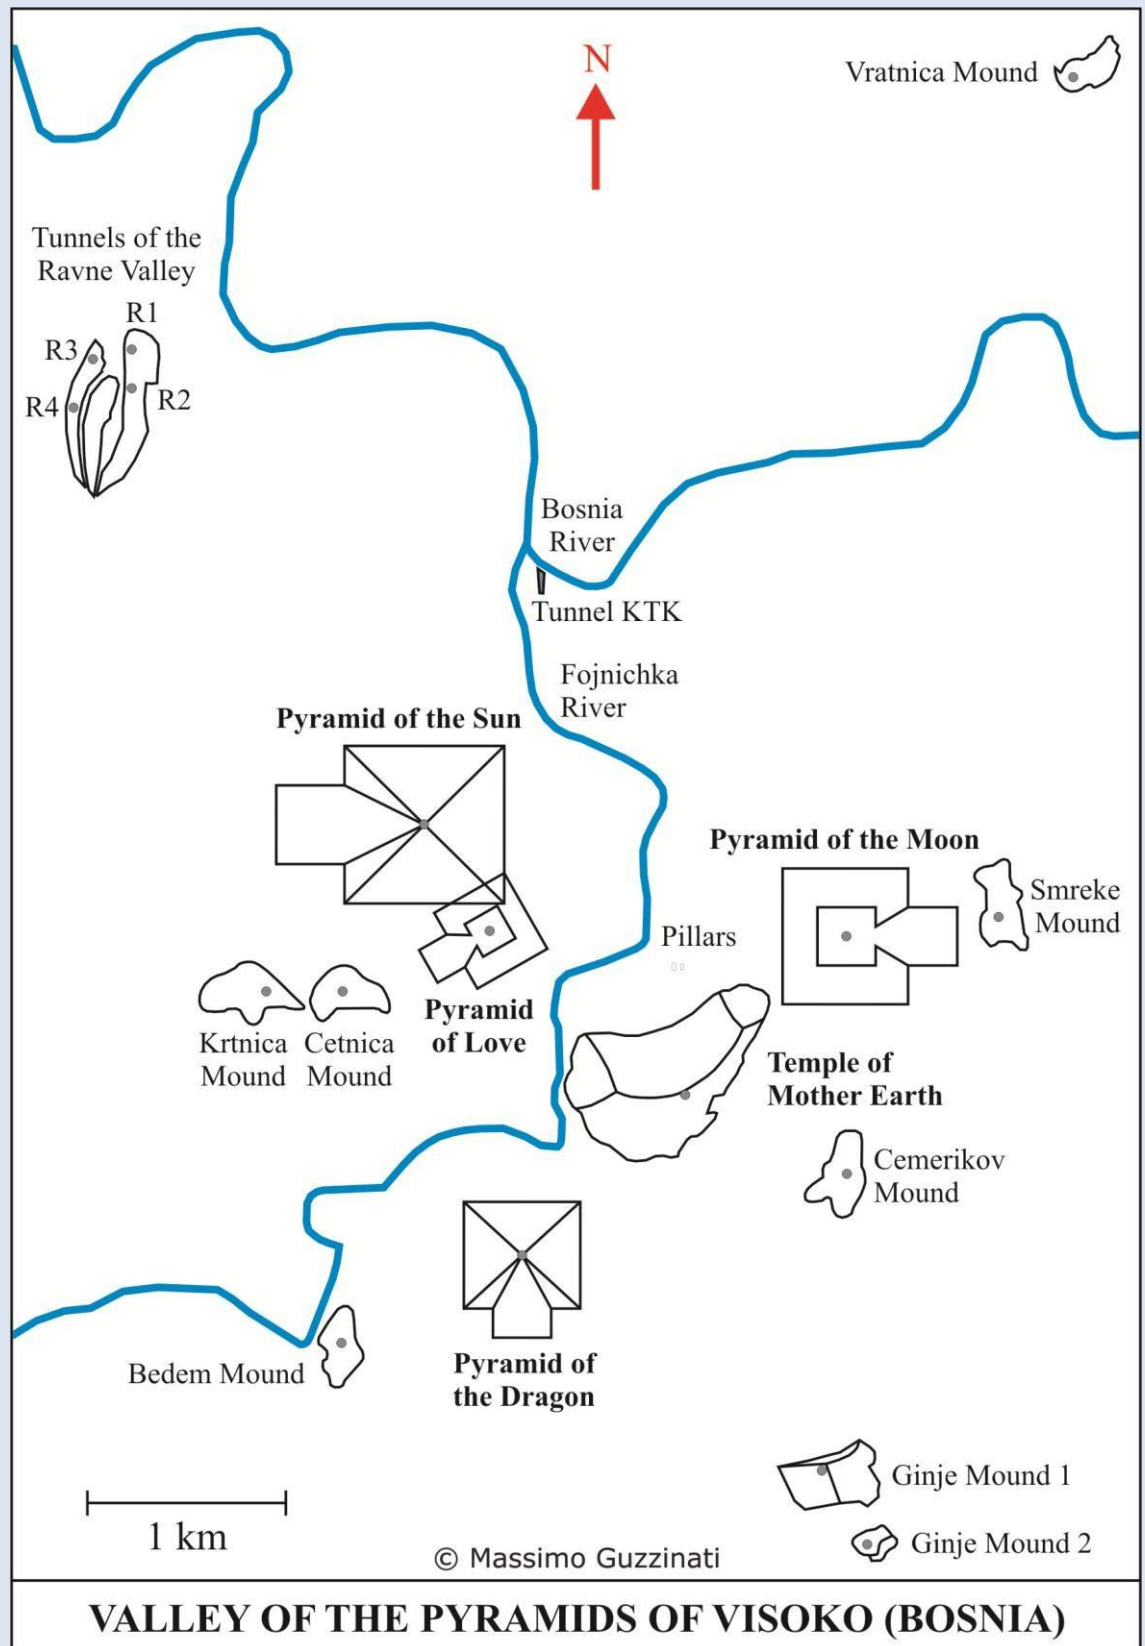 N
Vratnica Mound
Tunnels of the
Ravne Valley
R1
R3
R4
R2
Bosnia
River
Tunnel KTK
Fojnichka
River
Pyramid of the Sun
Pyramid of the Moon
Smreke
Mound
Pillars
Pyramid
of Love
Krtnica
Mound
Cetnica
Mound
Temple of
Mother Earth
Cemerikov
Mound
Bedem Mound
Pyramid of
the Dragon
Ginje Mound 1
Ginje Mound 2
1 km
© Massimo Guzzinati
VALLEY OF THE PYRAMIDS OF VISOKO (BOSNIA)